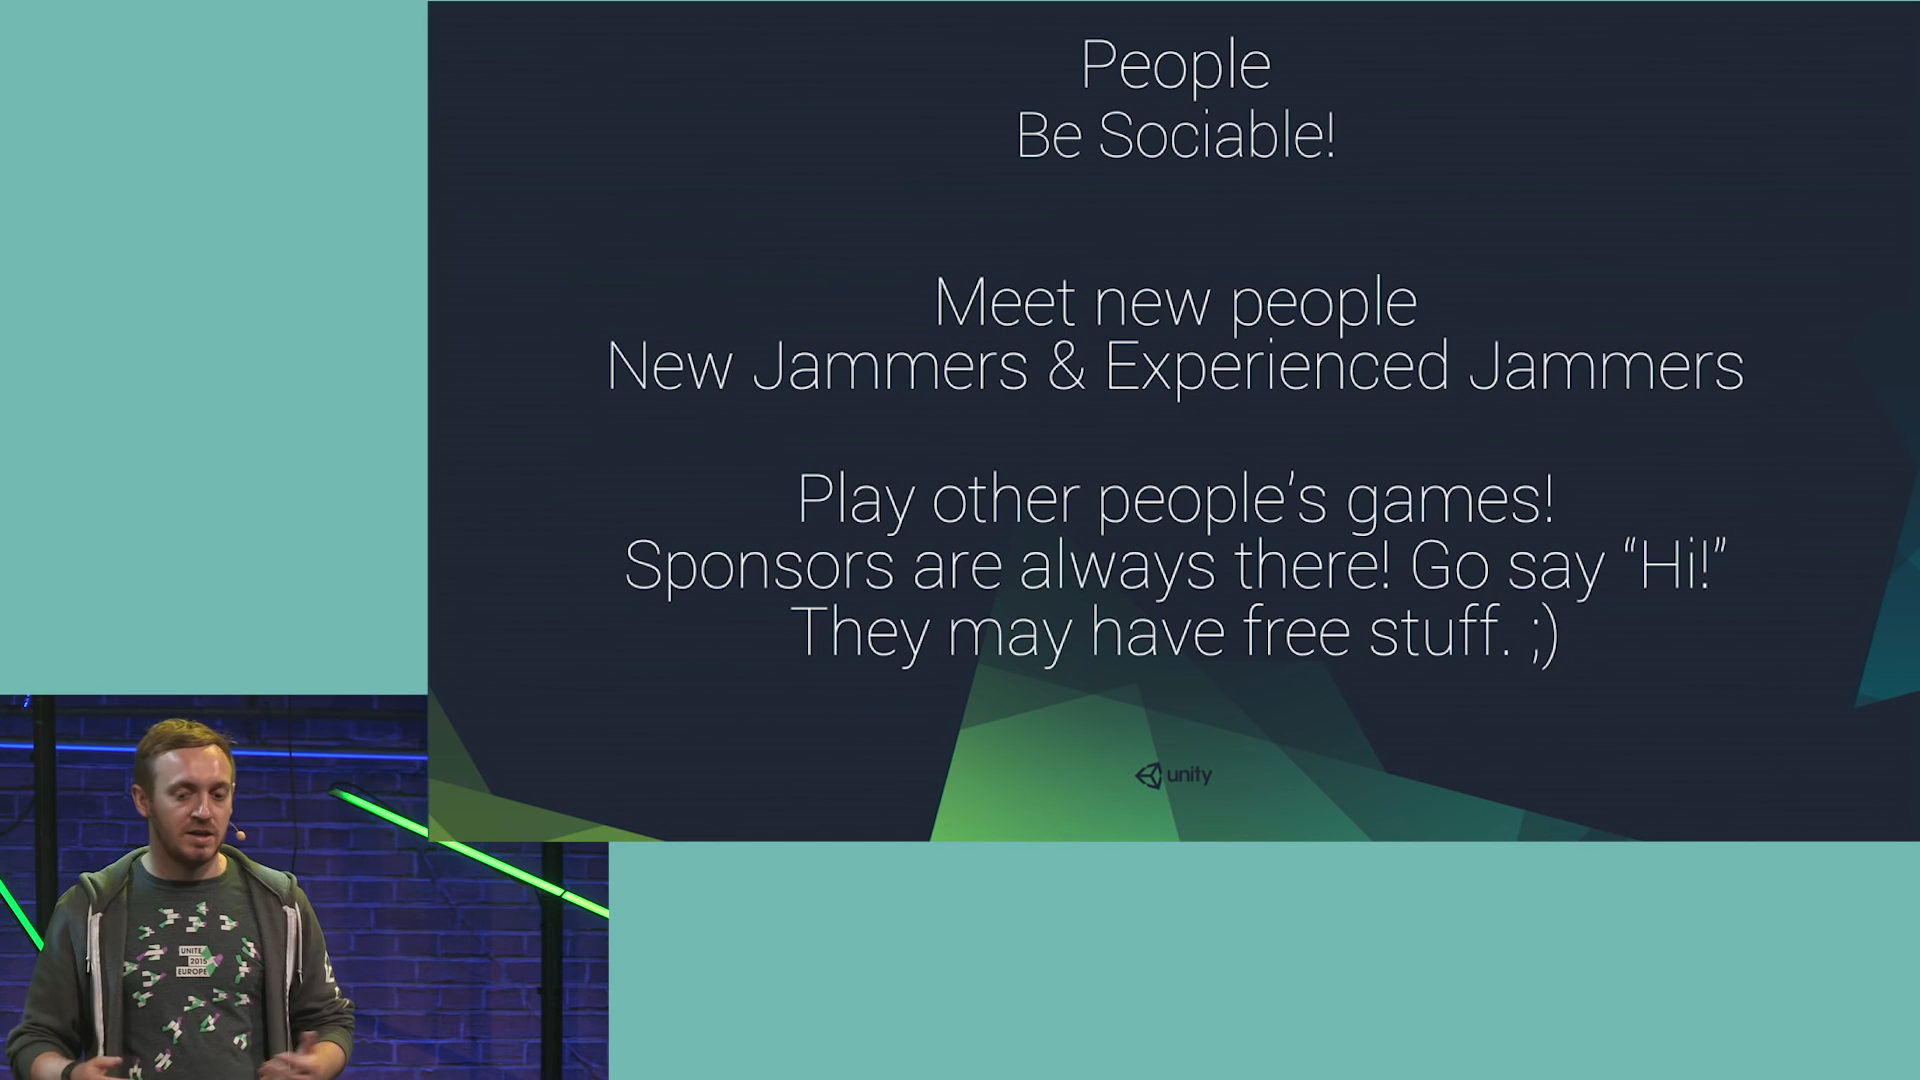 People
Be Sociable!
Meet new people
New Jammers & Experienced Jammers
Play other people’s games!
Sponsors are always there! Go say “Hi!”
They may have free stuff. ;)
unity
UNITE
2015
EUROPE